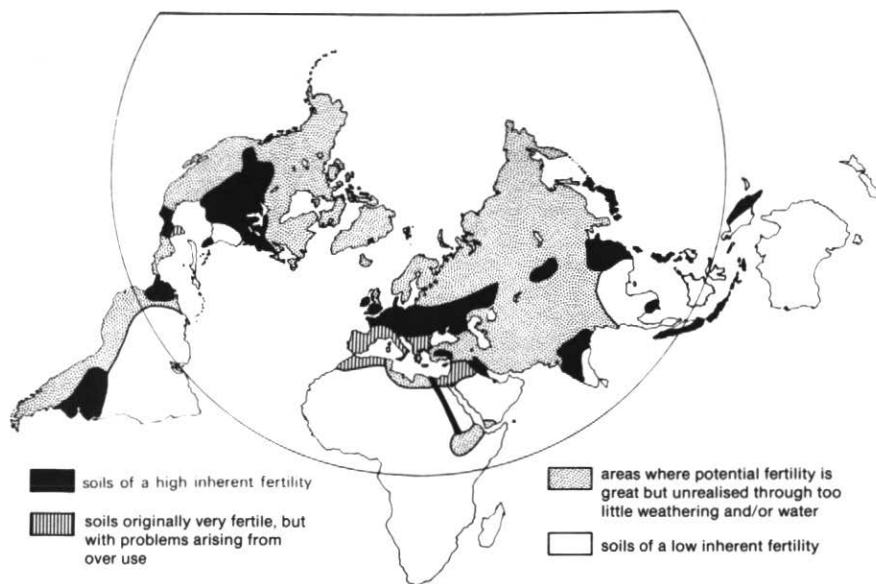 soils of a high inherent fertility
soils originally very fertile, but
with problems arising from
over use
areas where potential fertility is
great but unrealised through too
little weathering and/or water
soils of a low inherent fertility